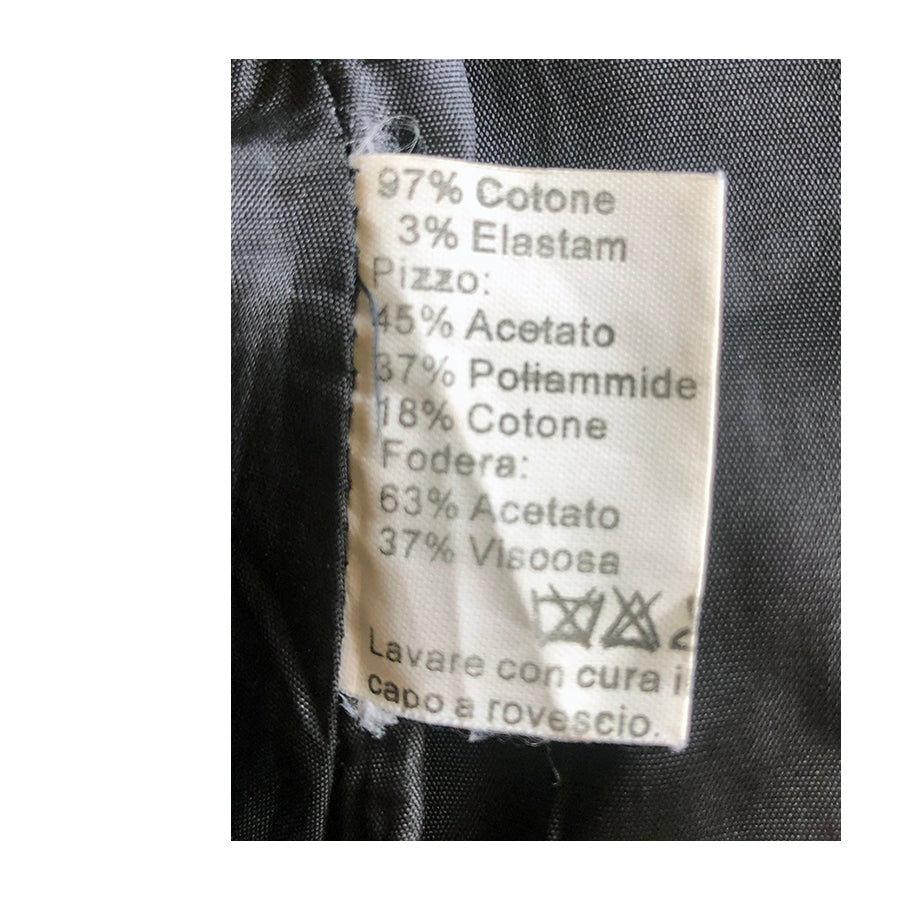 97% Cotone
3% Elastam
Pizzo:
45% Acetato
37% Poliammide
18% Cotone
Fodera:
63% Acetato
37% Viscosa
Lavare con cura i
capo a rovescio.